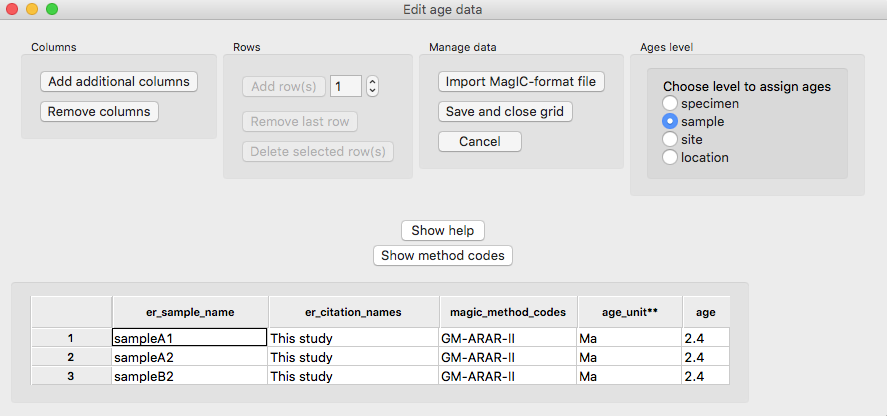 Edit age data
Columns
Add additional columns
Remove columns
Rows
Add row(s) 1
Remove last row
Delete selected row(s)
Manage data
Import MagIC-format file
Save and close grid
Cancel
Ages level
Choose level to assign ages
specimen
sample
site
location
Show help
Show method codes
er_sample_name er_citation_names magic_method_codes age_unit** age
1 sampleA1 This study GM-ARAR-II Ma 2.4
2 sampleA2 This study GM-ARAR-II Ma 2.4
3 sampleB2 This study GM-ARAR-II Ma 2.4